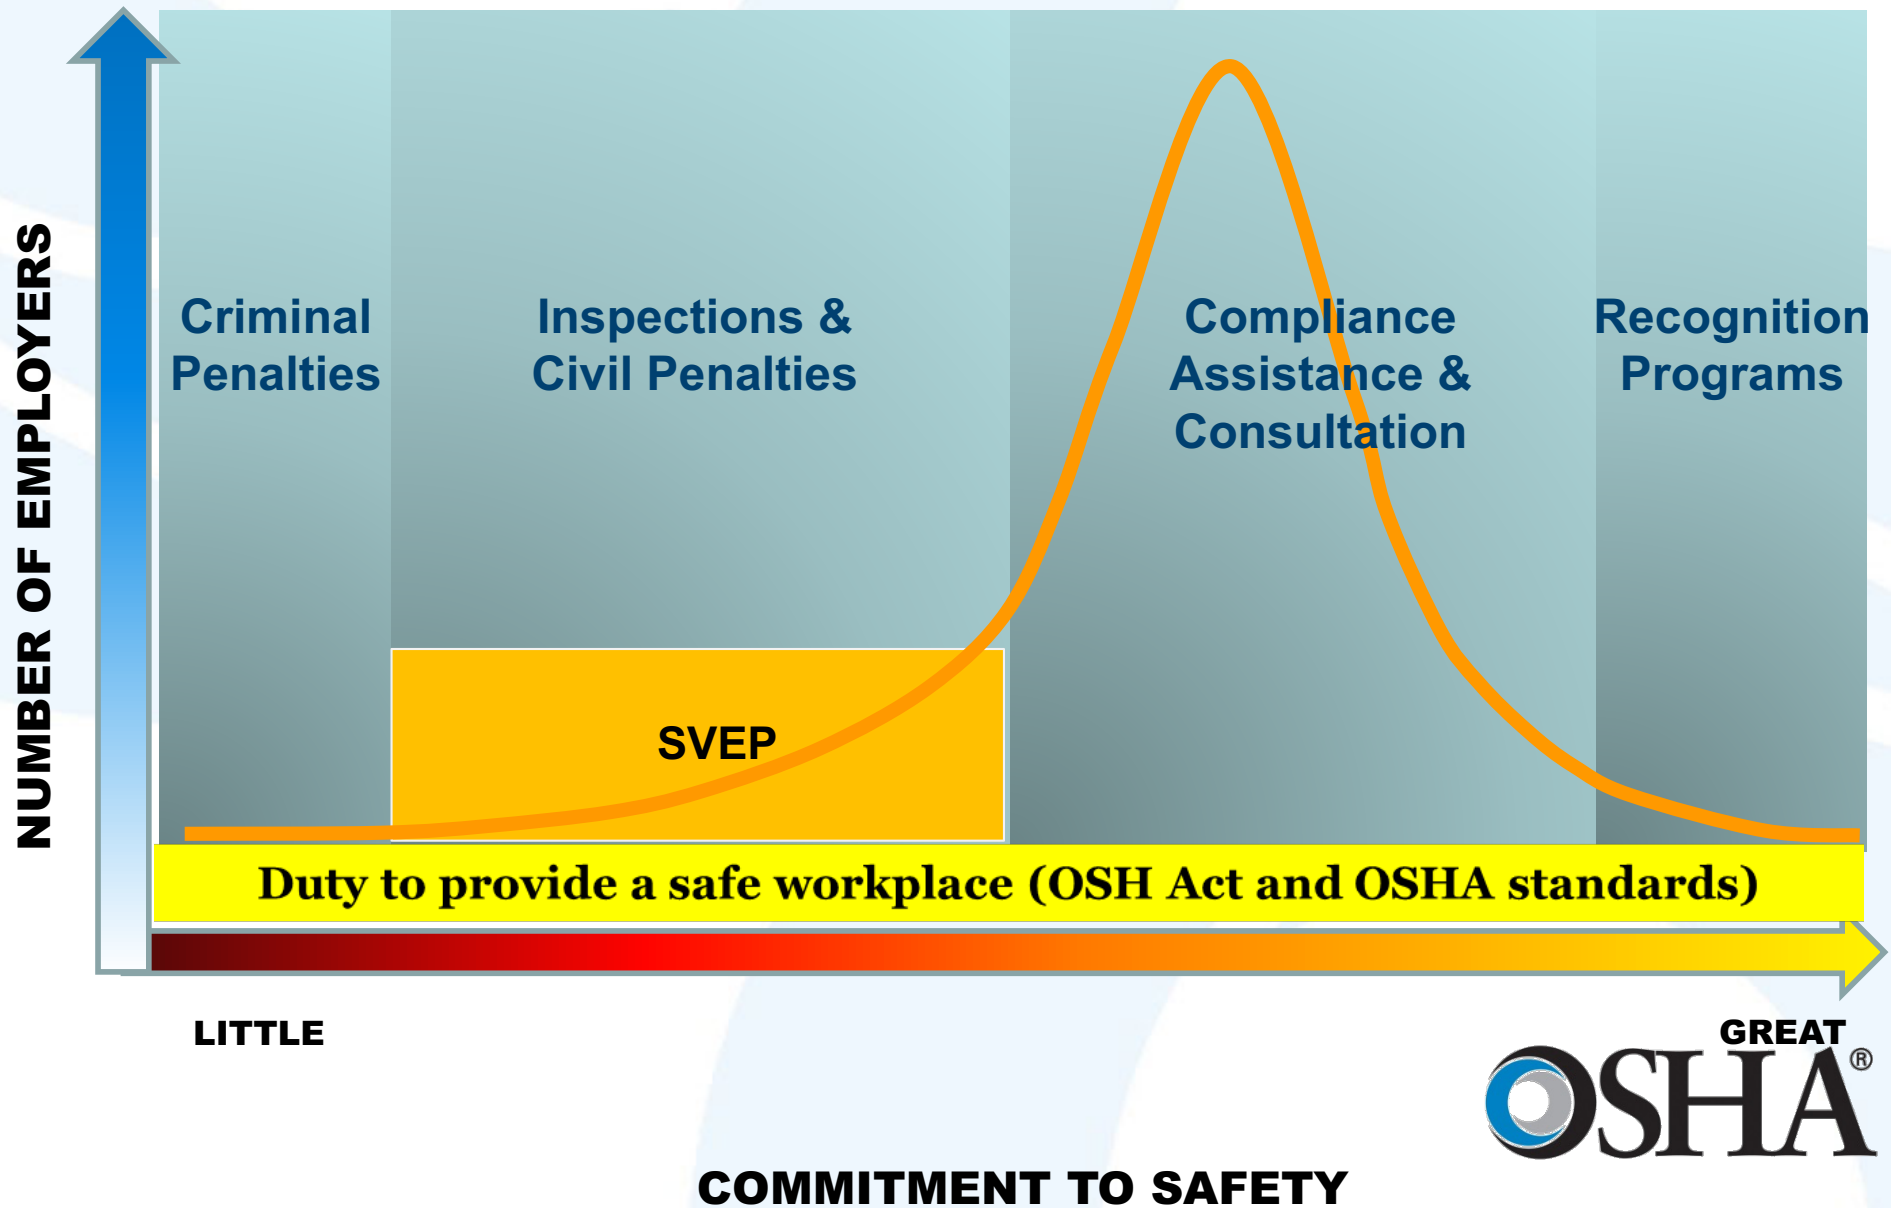 NUMBER OF EMPLOYERS
Criminal
Penalties
Inspections &
Civil Penalties
Compliance
Assistance &
Consultation
Recognition
Programs
SVEP
Duty to provide a safe workplace (OSH Act and OSHA standards)
LITTLE
GREAT
OSHA®
COMMITMENT TO SAFETY